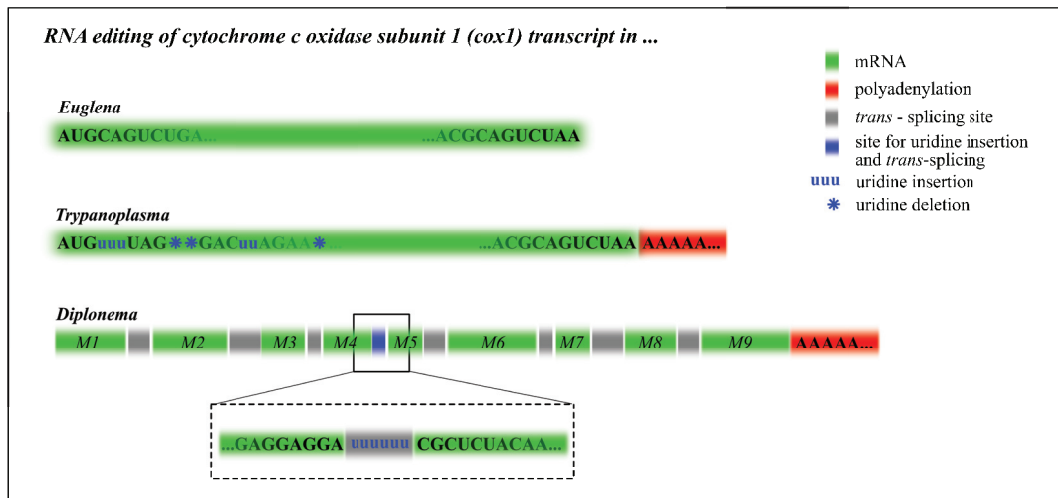 RNA editing of cytochrome c oxidase subunit 1 (cox1) transcript in ...
mRNA
polyadenylation
trans - splicing site
site for uridine insertion
and trans-splicing
uuu uridine insertion
* uridine deletion
Euglena
AUGCAGUCUGA... ...ACGCAGUCUAA
Trypanoplasma
AUGuuuUAG**GACuuAGAA*... ...ACGCAGUCUAA AAAAA...
Diplonema
M1 M2 M3 M4 M5 M6 M7 M8 M9 AAAAA...
...GAGGAGGA uuuuuu CGCUCUACAA...